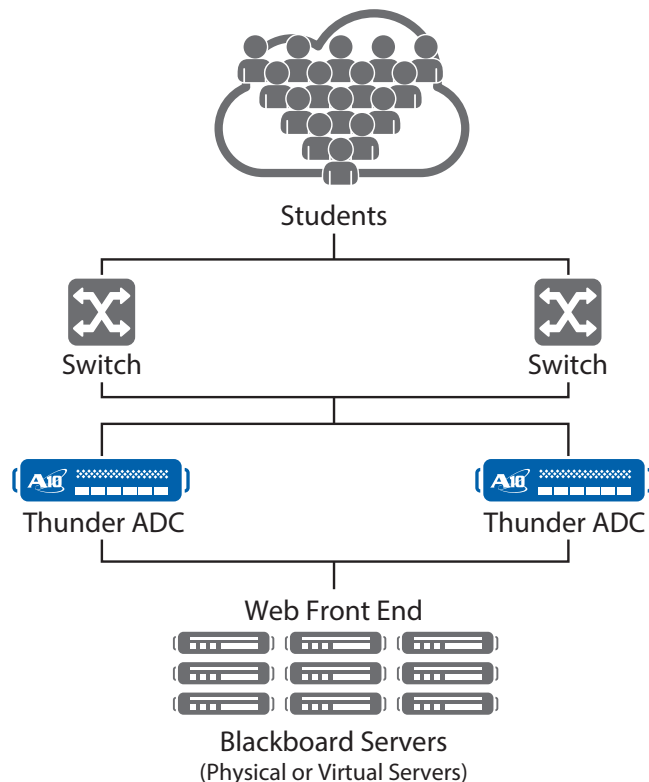 Students
Switch
Switch
A10
A10
Thunder ADC
Thunder ADC
Web Front End
Blackboard Servers
(Physical or Virtual Servers)